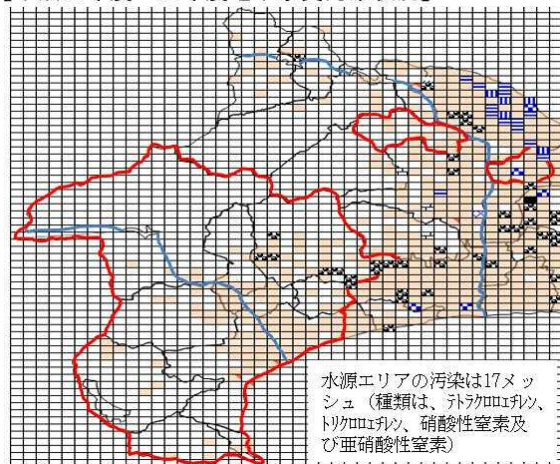 水源エリアの汚染は17メッ
シュ（種類は、ﾃﾄﾗｸﾛﾛｴﾁﾚﾝ、
ﾄﾘｸﾛﾛｴﾁﾚﾝ、硝酸性窒素及
び亜硝酸性窒素）